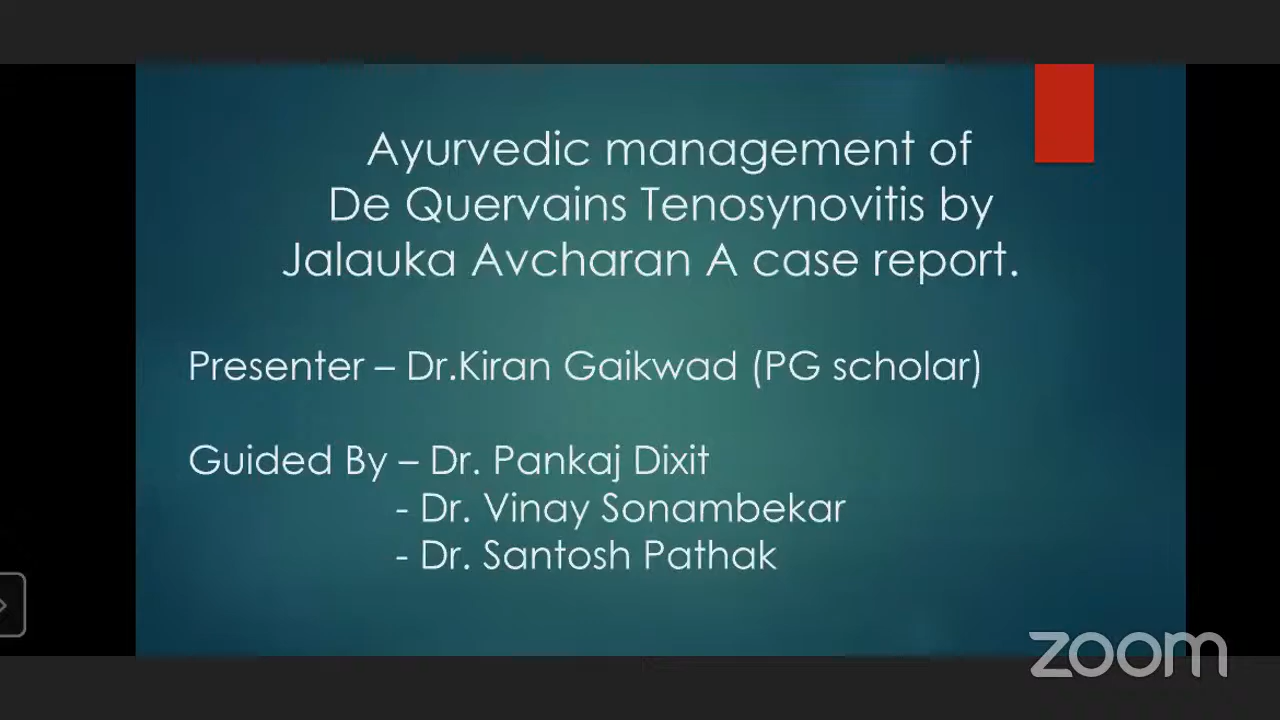 Ayurvedic management of
De Quervains Tenosynovitis by
Jalauka Avcharan A case report.
Presenter – Dr.Kiran Gaikwad (PG scholar)
Guided By – Dr. Pankaj Dixit
- Dr. Vinay Sonambekar
- Dr. Santosh Pathak
zoom